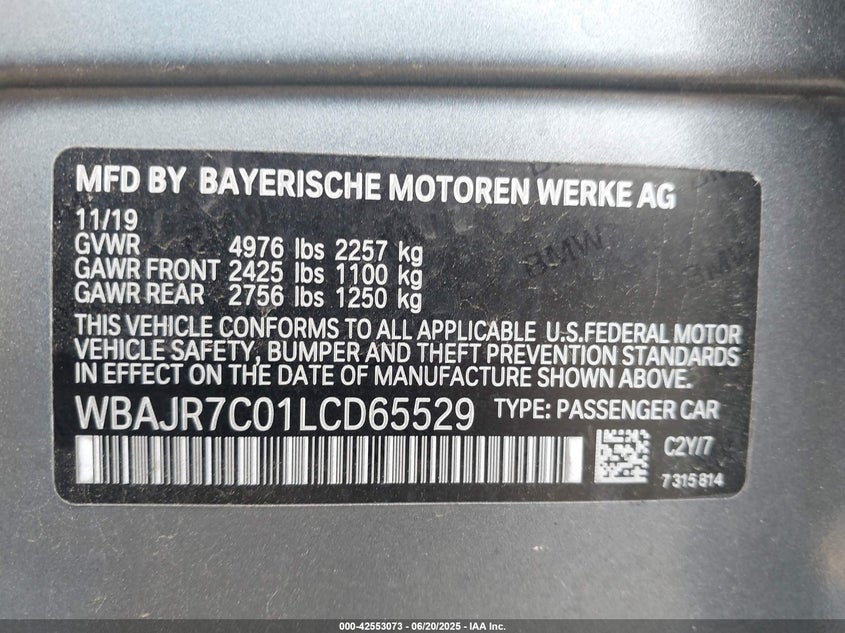 MFD BY BAYERISCHE MOTOREN WERKE AG
11/19
GVWR 4976 lbs 2257 kg
GAWR FRONT 2425 lbs 1100 kg
GAWR REAR 2756 lbs 1250 kg
THIS VEHICLE CONFORMS TO ALL APPLICABLE U.S.FEDERAL MOTOR
VEHICLE SAFETY, BUMPER AND THEFT PREVENTION STANDARDS
IN EFFECT ON THE DATE OF MANUFACTURE SHOWN ABOVE.
WBAJR7C01LCD65529 TYPE: PASSENGER CAR
C2Y/7
7315814
BMW
000-42553073 - 06/20/2025 - IAA Inc.